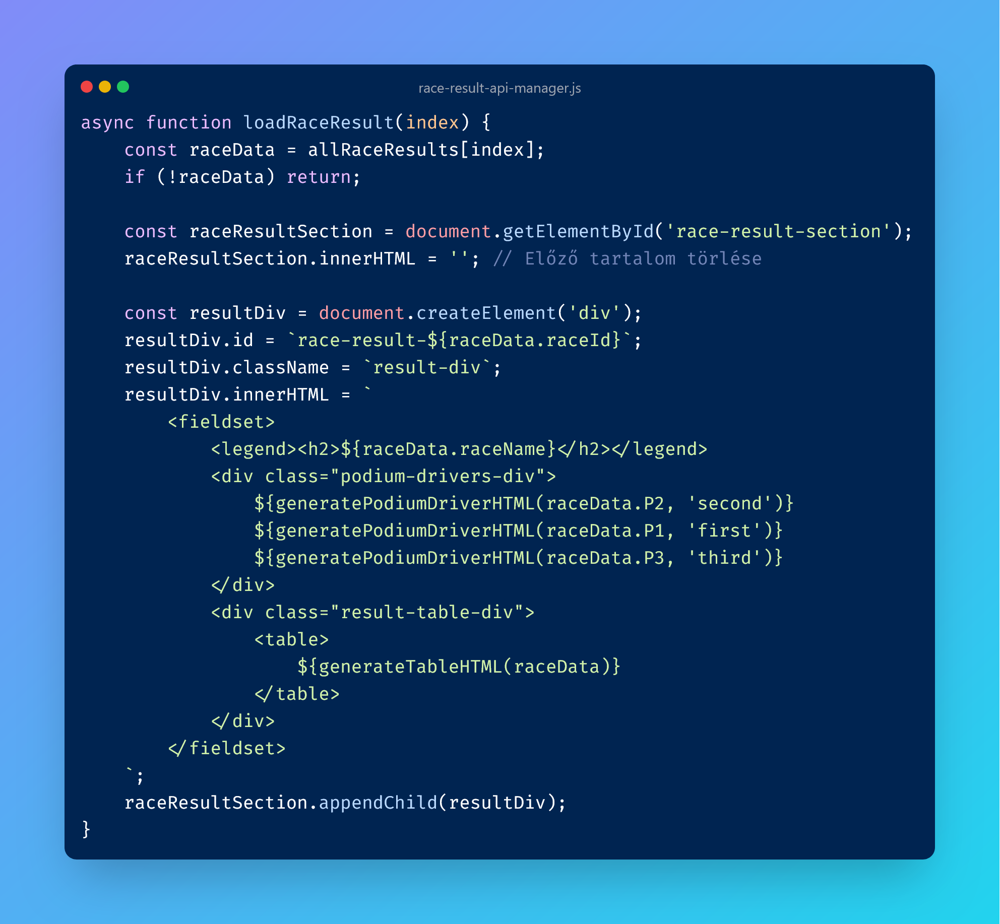 race-result-api-manager.js
async function loadRaceResult(index) {
    const raceData = allRaceResults[index];
    if (!raceData) return;

    const raceResultSection = document.getElementById('race-result-section');
    raceResultSection.innerHTML = ''; // Előző tartalom törlése

    const resultDiv = document.createElement('div');
    resultDiv.id = `race-result-${raceData.raceId}`;
    resultDiv.className = `result-div`;
    resultDiv.innerHTML = `
        <fieldset>
            <legend><h2>${raceData.raceName}</h2></legend>
            <div class="podium-drivers-div">
                ${generatePodiumDriverHTML(raceData.P2, 'second')}
                ${generatePodiumDriverHTML(raceData.P1, 'first')}
                ${generatePodiumDriverHTML(raceData.P3, 'third')}
            </div>
            <div class="result-table-div">
                <table>
                    ${generateTableHTML(raceData)}
                </table>
            </div>
        </fieldset>
    `;
    raceResultSection.appendChild(resultDiv);
}